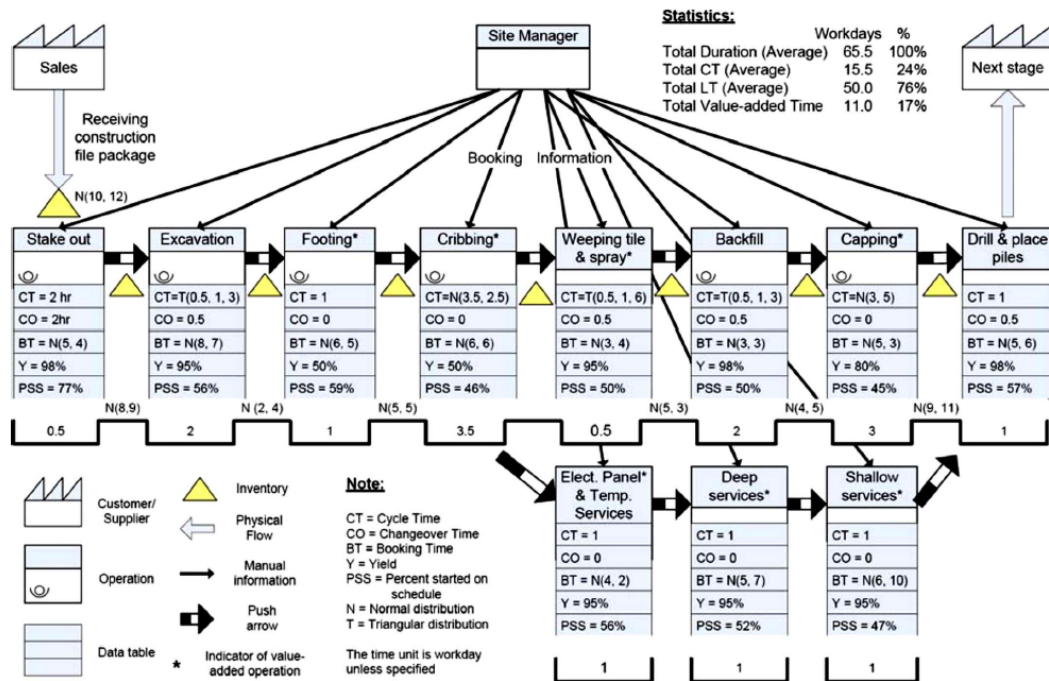 Sales
Receiving
construction
file package
N(10, 12)
Site Manager
Booking
Information
Statistics:
Workdays %
Total Duration (Average) 65.5 100%
Total CT (Average) 15.5 24%
Total LT (Average) 50.0 76%
Total Value-added Time 11.0 17%
Next stage
Stake out
CT = 2 hr
CO = 2hr
BT = N(5, 4)
Y = 98%
PSS = 77%
Excavation
CT=T(0.5, 1, 3)
CO = 0.5
BT = N(8, 7)
Y = 95%
PSS = 56%
Footing*
CT = 1
CO = 0
BT = N(6, 5)
Y = 50%
PSS = 59%
Cribbing*
CT=N(3.5, 2.5)
CO = 0
BT = N(6, 6)
Y = 50%
PSS = 46%
Weeping tile
& spray*
CT=T(0.5, 1, 6)
CO = 0.5
BT = N(3, 4)
Y = 95%
PSS = 50%
Backfill
CT=T(0.5, 1, 3)
CO = 0.5
BT = N(3, 3)
Y = 98%
PSS = 50%
Capping*
CT=N(3, 5)
CO = 0
BT = N(5, 3)
Y = 80%
PSS = 45%
Drill & place
piles
CT = 1
CO = 0.5
BT = N(5, 6)
Y = 98%
PSS = 57%
N(8,9)
N (2, 4)
N(5, 5)
N(5, 3)
N(4, 5)
N(9, 11)
0.5
2
1
3.5
0.5
2
3
1
Elect. Panel*
& Temp.
Services
CT = 1
CO = 0
BT = N(4, 2)
Y = 95%
PSS = 56%
1
Deep
services*
CT = 1
CO = 0
BT = N(5, 7)
Y = 95%
PSS = 52%
1
Shallow
services*
CT = 1
CO = 0
BT = N(6, 10)
Y = 95%
PSS = 47%
1
Customer/
Supplier
Operation
Data table
Inventory
Physical
Flow
Manual
information
Push
arrow
* Indicator of value-
added operation
Note:
CT = Cycle Time
CO = Changeover Time
BT = Booking Time
Y = Yield
PSS = Percent started on
schedule
N = Normal distribution
T = Triangular distribution
The time unit is workday
unless specified